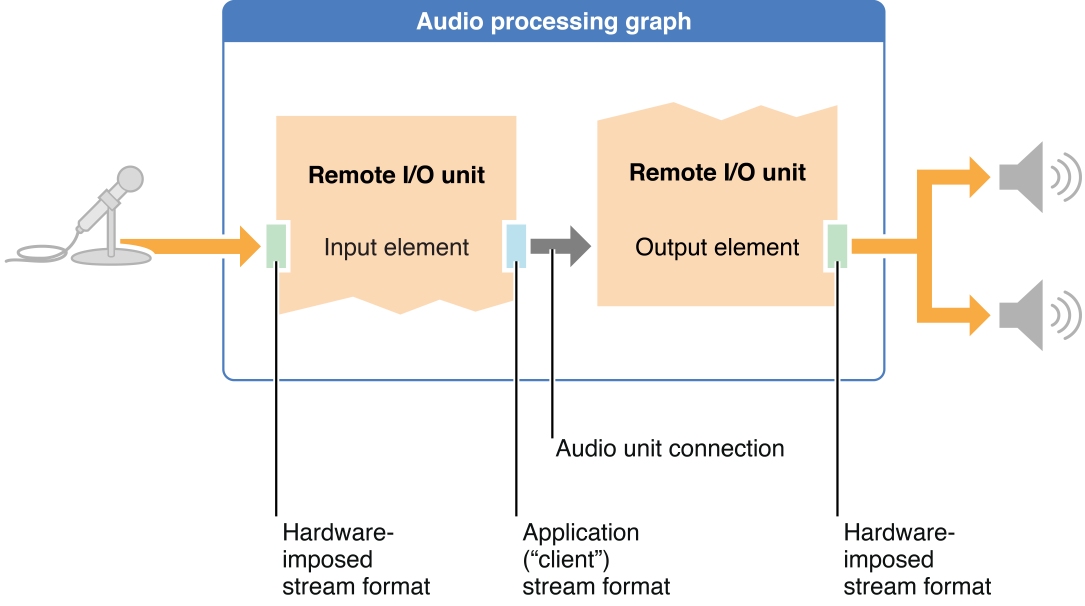 Audio processing graph
Remote I/O unit
Remote I/O unit
Input element
Output element
Audio unit connection
Hardware-
imposed
stream format
Application
(“client”)
stream format
Hardware-
imposed
stream format